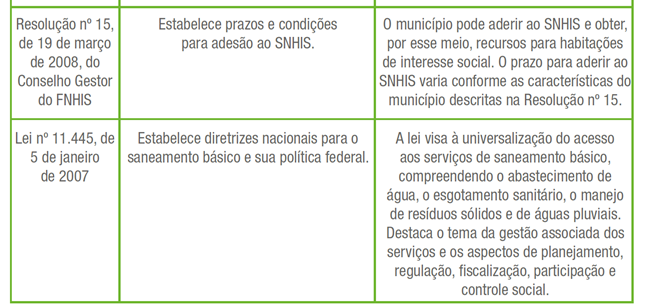 Resolução nº 15,
de 19 de março
de 2008, do
Conselho Gestor
do FNHIS
Estabelece prazos e condições
para adesão ao SNHIS.
O município pode aderir ao SNHIS e obter,
por esse meio, recursos para habitações
de interesse social. O prazo para aderir ao
SNHIS varia conforme as características do
município descritas na Resolução nº 15.
Lei nº 11.445, de
5 de janeiro
de 2007
Estabelece diretrizes nacionais para o
saneamento básico e sua política federal.
A lei visa à universalização do acesso
aos serviços de saneamento básico,
compreendendo o abastecimento de
água, o esgotamento sanitário, o manejo
de resíduos sólidos e de águas pluviais.
Destaca o tema da gestão associada dos
serviços e os aspectos de planejamento,
regulação, fiscalização, participação e
controle social.